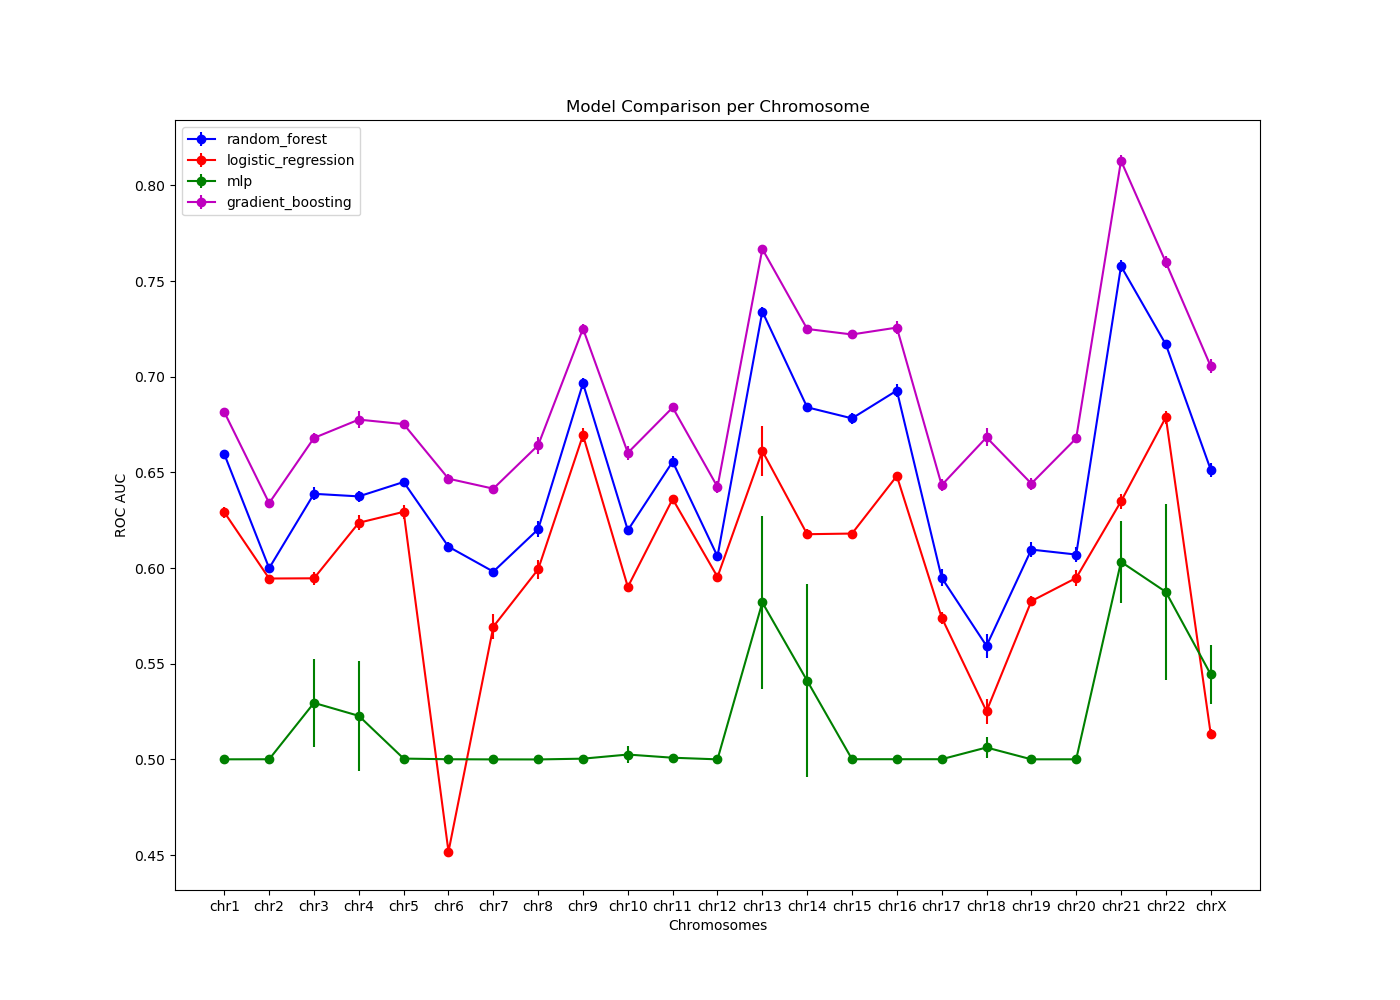 Model Comparison per Chromosome
random_forest
logistic_regression
mlp
gradient_boosting
0.80
0.75
0.70
0.65
0.60
0.55
0.50
0.45
ROC AUC
chr1 chr2 chr3 chr4 chr5 chr6 chr7 chr8 chr9 chr10 chr11 chr12 chr13 chr14 chr15 chr16 chr17 chr18 chr19 chr20 chr21 chr22 chrX
Chromosomes